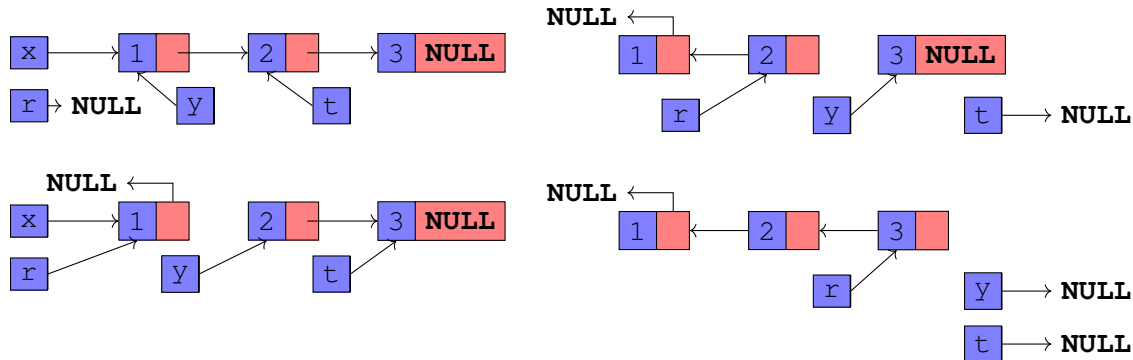 x 1 2 3 NULL
r NULL y t
NULL
x 1 2 3 NULL
r y t
NULL
1 2 3 NULL
r y t NULL
NULL
1 2 3
r y NULL
t NULL